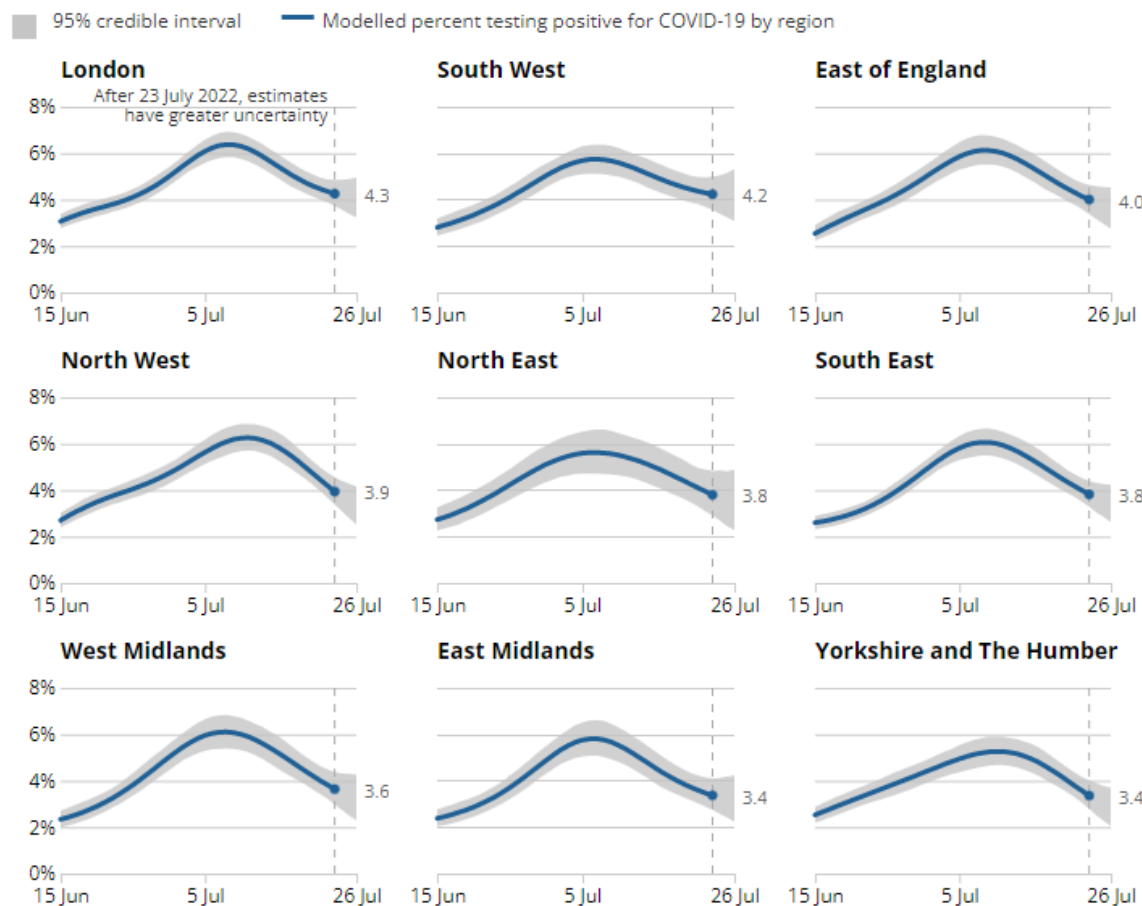 95% credible interval
Modelled percent testing positive for COVID-19 by region
London
South West
East of England
After 23 July 2022, estimates
have greater uncertainty
8%
6%
4%
2%
0%
4.3
4.2
4.0
15 Jun
5 Jul
26 Jul
15 Jun
5 Jul
26 Jul
15 Jun
5 Jul
26 Jul
North West
North East
South East
8%
6%
4%
2%
0%
3.9
3.8
3.8
15 Jun
5 Jul
26 Jul
15 Jun
5 Jul
26 Jul
15 Jun
5 Jul
26 Jul
West Midlands
East Midlands
Yorkshire and The Humber
8%
6%
4%
2%
0%
3.6
3.4
3.4
15 Jun
5 Jul
26 Jul
15 Jun
5 Jul
26 Jul
15 Jun
5 Jul
26 Jul